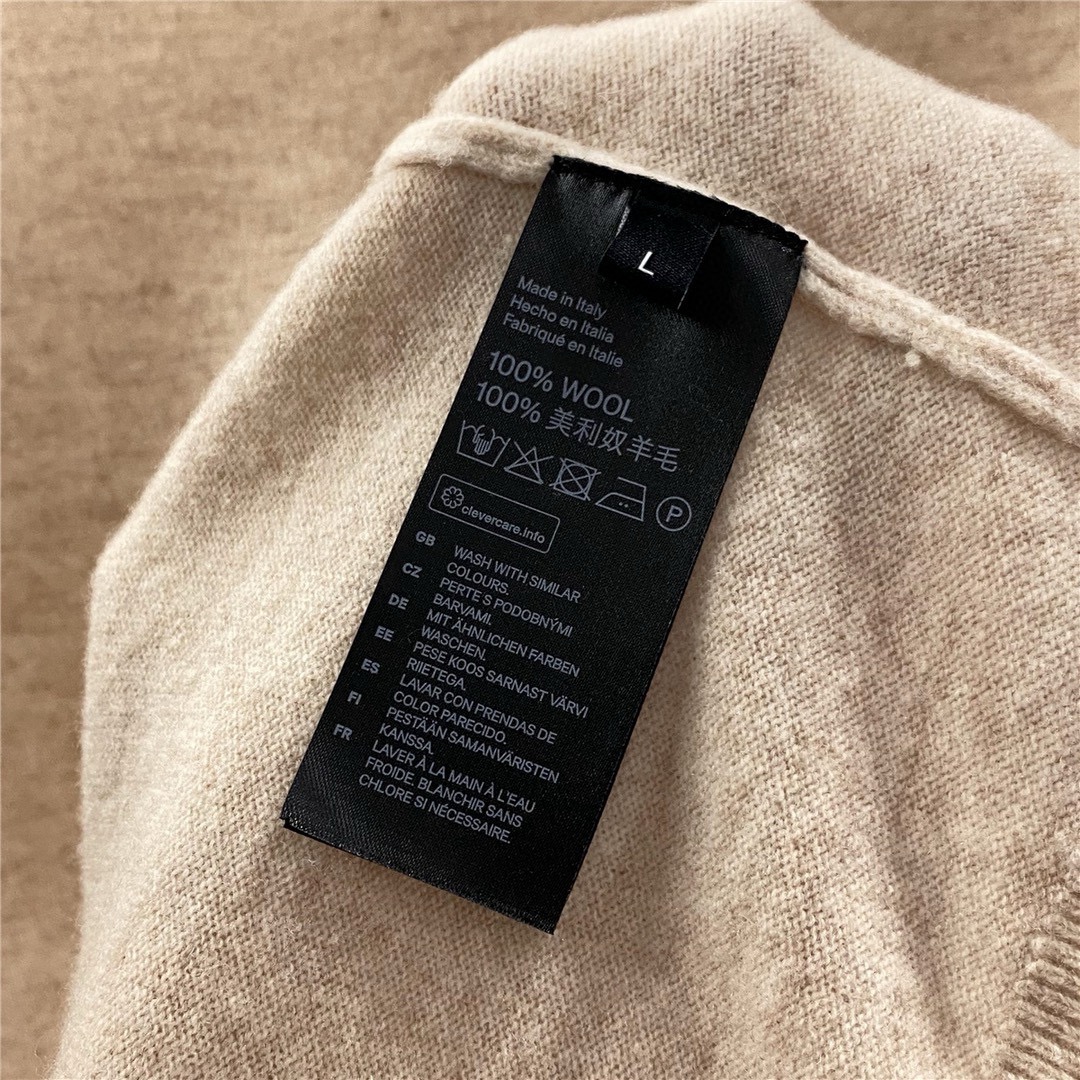 L
Made in Italy
Hecho en Italia
Fabriqué en Italie
100% WOOL
100% 美利奴羊毛
P
clevercare.info
GB WASH WITH SIMILAR
COLOURS.
CZ PERTE S PODOBNÝMI
BARVAMI.
DE MIT ÄHNLICHEN FARBEN
WASCHEN.
EE PESE KOOS SARNAST VÄRVI
RIIETEGA.
ES LAVAR CON PRENDAS DE
COLOR PARECIDO.
FI PESTÄÄN SAMANVÄRISTEN
KANSSA.
FR LAVER À LA MAIN À L'EAU
FROIDE. BLANCHIR SANS
CHLORE SI NÉCESSAIRE.